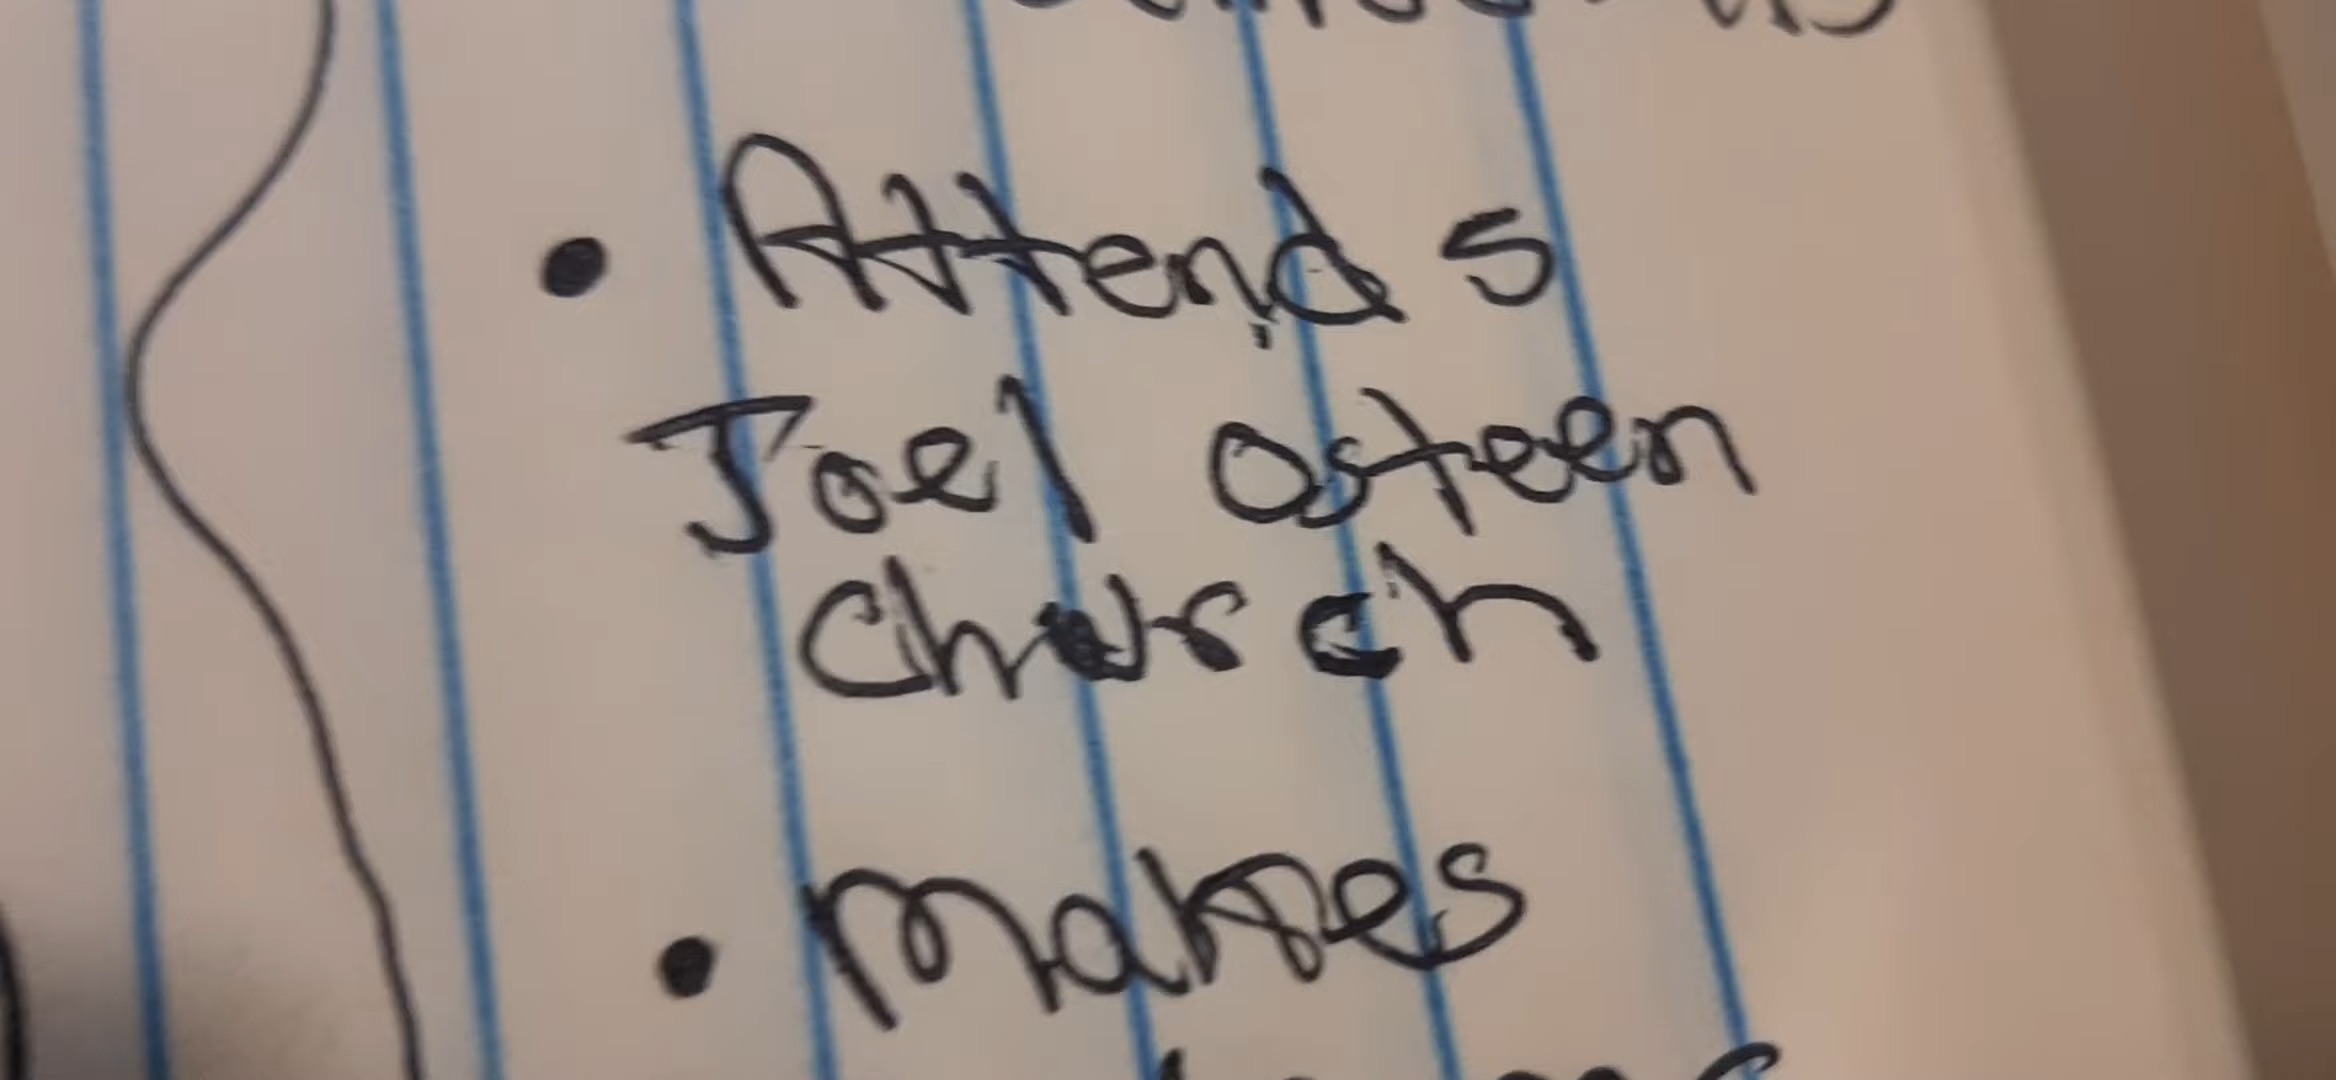 • Attends
Joel Osteen
Church
• Makes